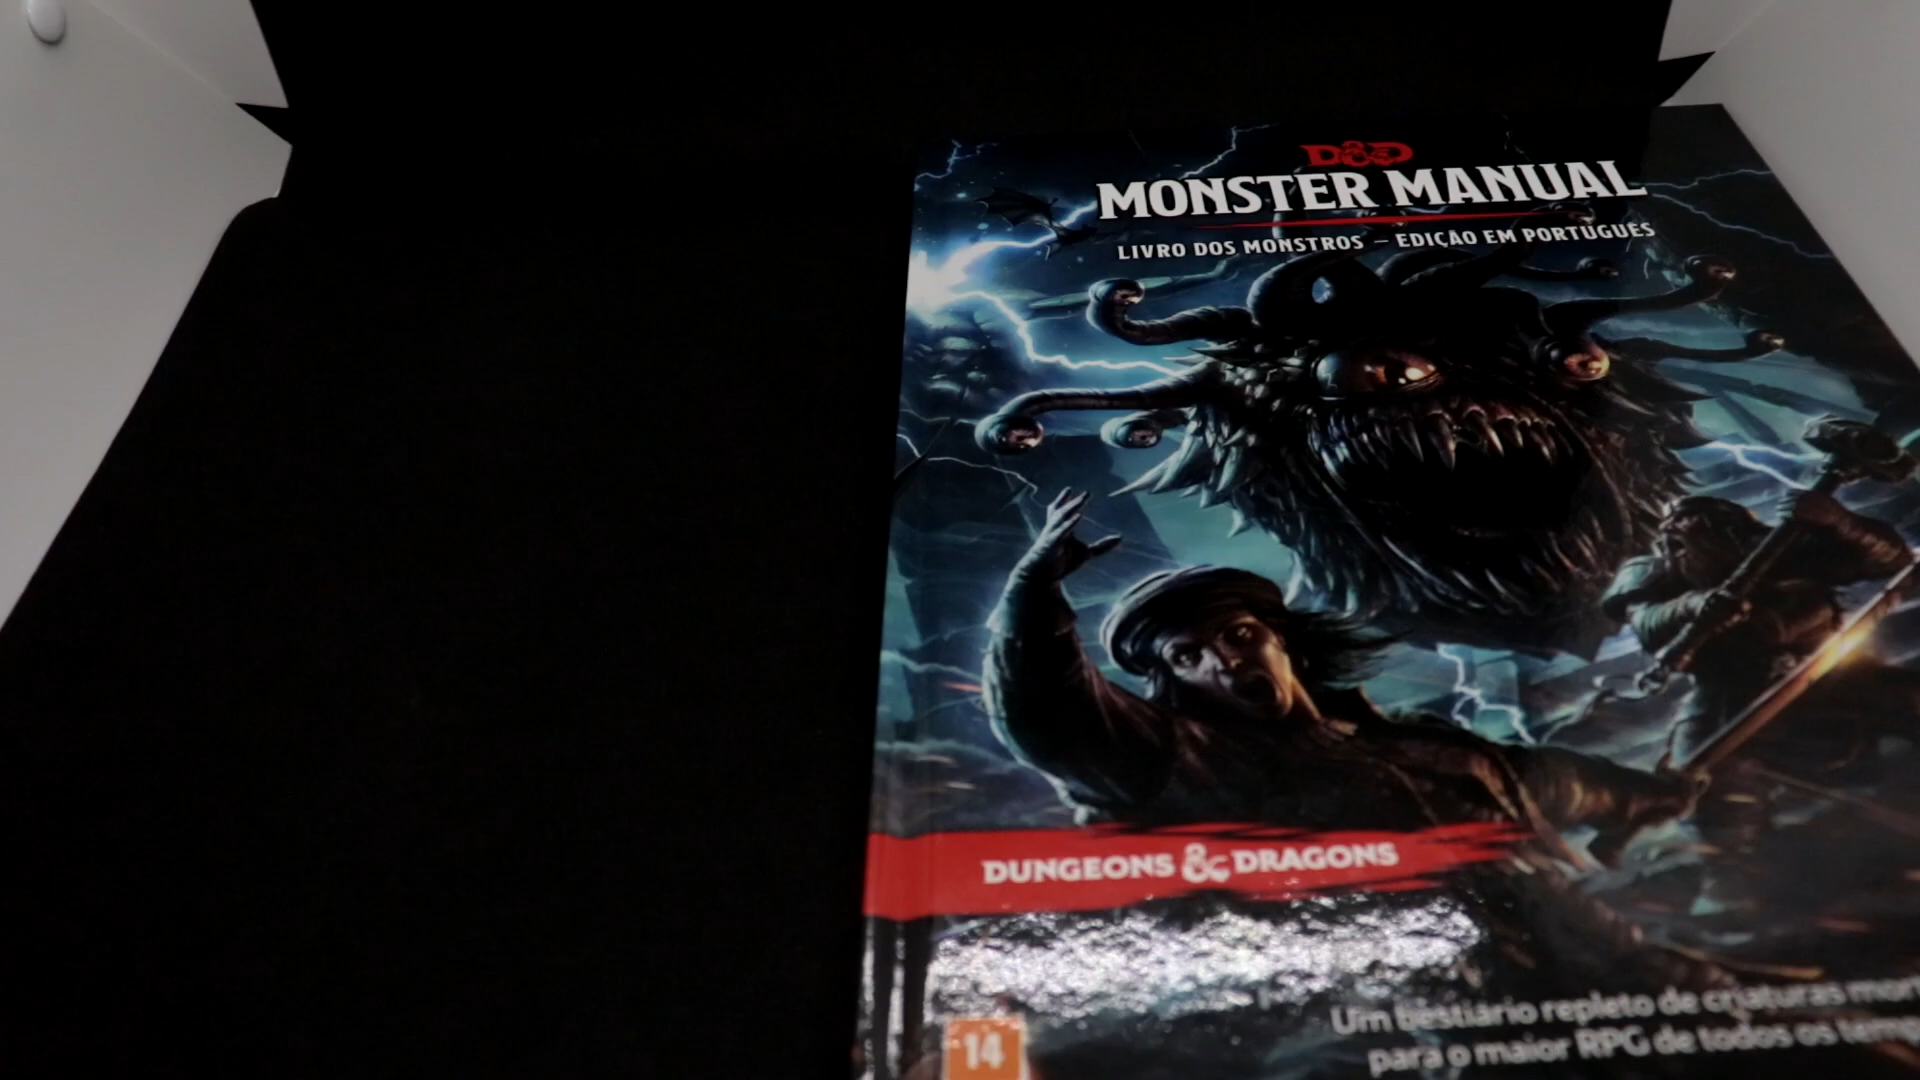 D&D
MONSTER MANUAL
LIVRO DOS MONSTROS – EDIÇÃO EM PORTUGUÊS
DUNGEONS & DRAGONS
14
Um bestiário repleto de criaturas
para o maior RPG de todos os